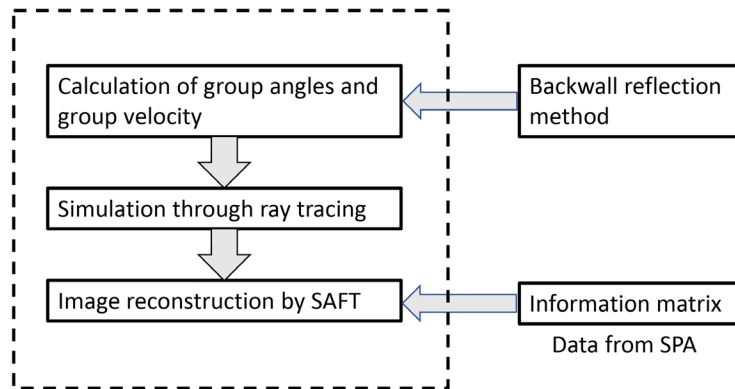 Calculation of group angles and
group velocity
Backwall reflection
method
Simulation through ray tracing
Image reconstruction by SAFT
Information matrix
Data from SPA